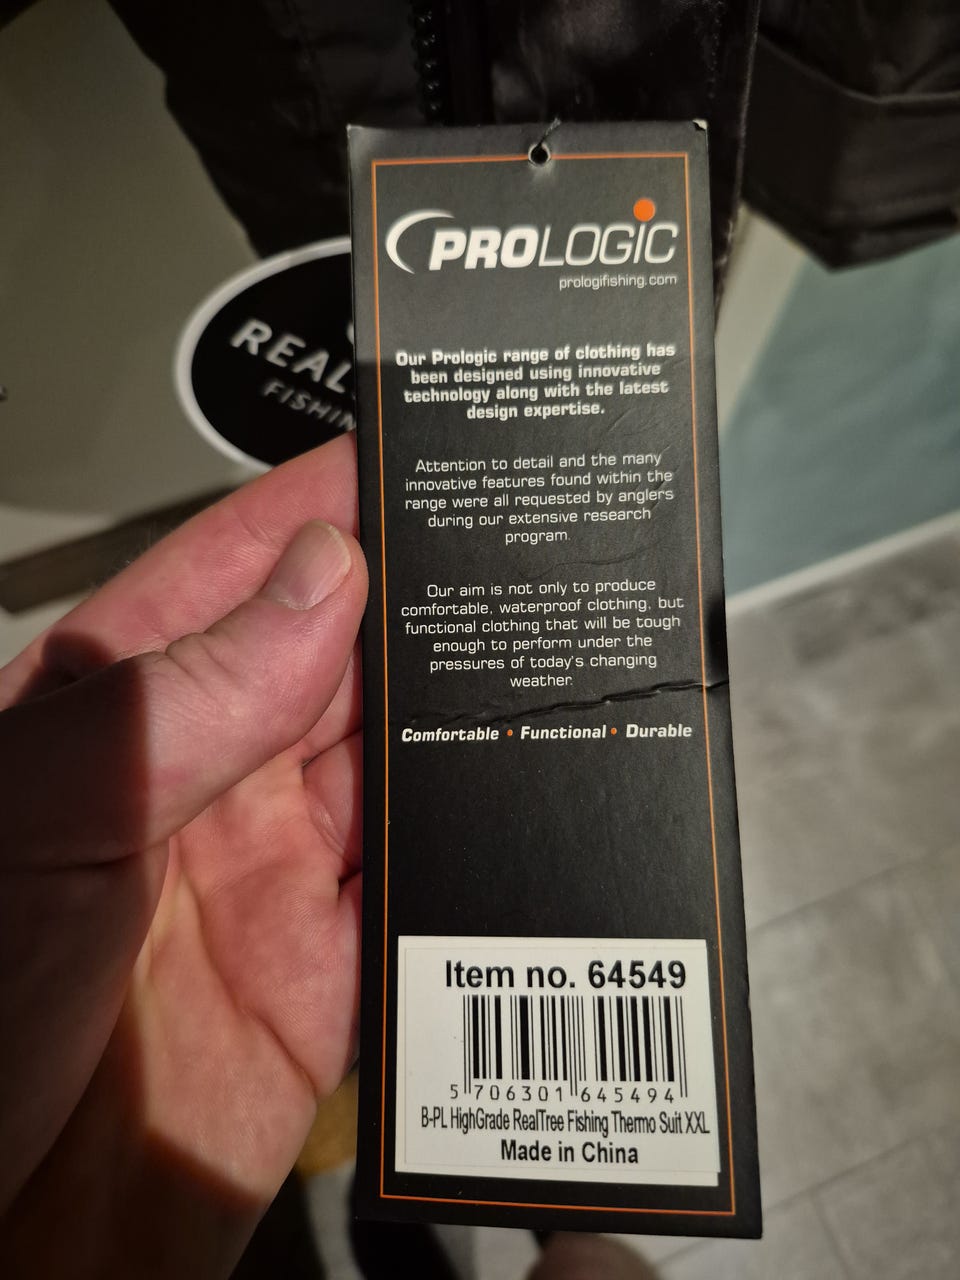 PROLOGIC
prologifishing.com
Our Prologic range of clothing has
been designed using innovative
technology along with the latest
design expertise.
Attention to detail and the many
innovative features found within the
range were all requested by anglers
during our extensive research
program.
Our aim is not only to produce
comfortable, waterproof clothing, but
functional clothing that will be tough
enough to perform under the
pressures of today's changing
weather.
Comfortable • Functional • Durable
Item no. 64549
5 706301 645494
B-PL HighGrade RealTree Fishing Thermo Suit XXL
Made in China
REAL
FISHIN